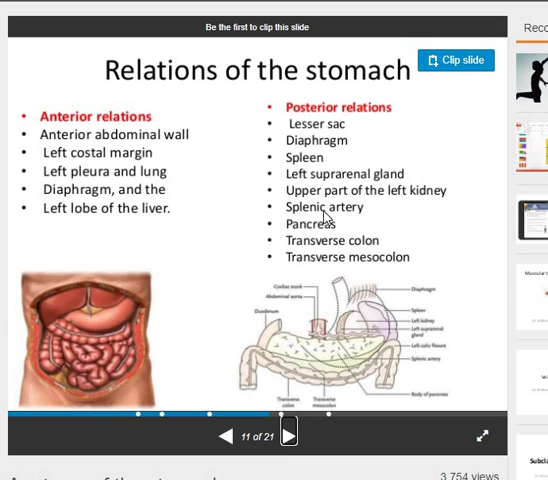 Be the first to clip this slide
Reco
Clip slide
Relations of the stomach
• Anterior relations
• Anterior abdominal wall
• Left costal margin
• Left pleura and lung
• Diaphragm, and the
• Left lobe of the liver.
• Posterior relations
• Lesser sac
• Diaphragm
• Spleen
• Left suprarenal gland
• Upper part of the left kidney
• Splenic artery
• Pancreas
• Transverse colon
• Transverse mesocolon
Abdominal aorta
Duodenum
Diaphragm
Spleen
Left kidney
Left suprarenal
gland
Left colic flexure
Splenic artery
Body of pancreas
Transverse
colon
Transverse
mesocolon
11 of 21
3,754 views
Subcla